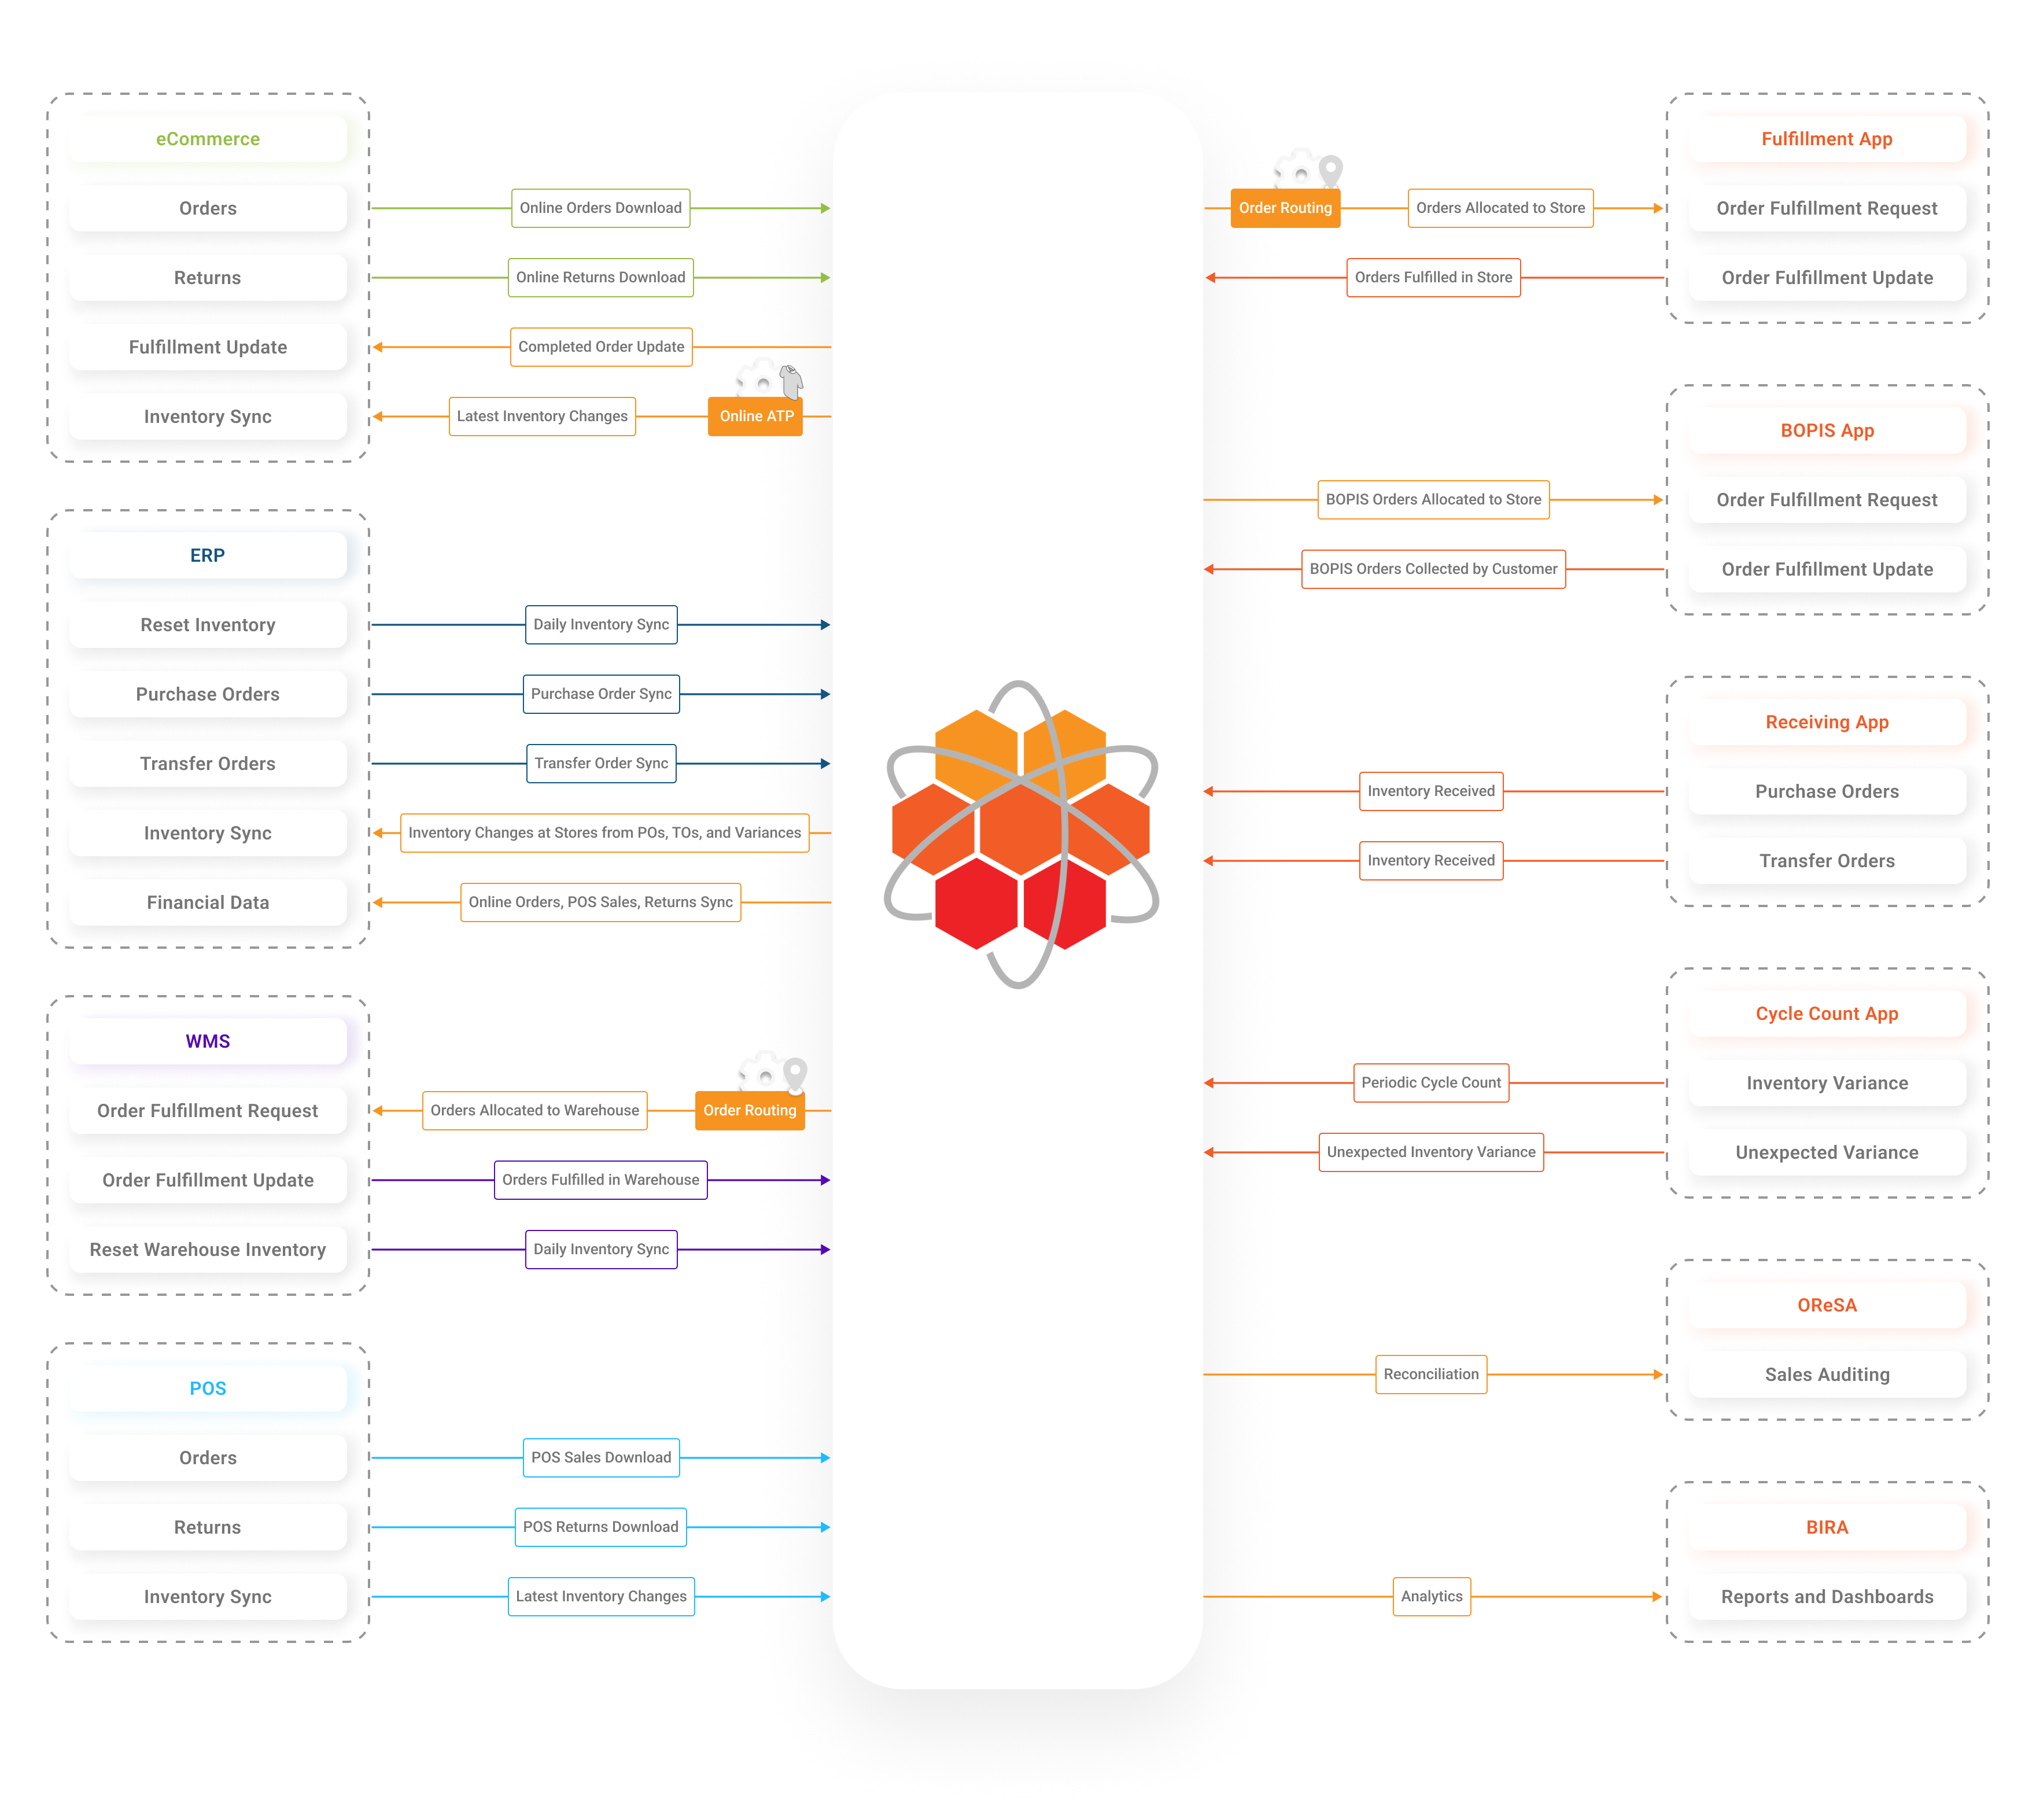 eCommerce
Orders
Online Orders Download
Returns
Online Returns Download
Fulfillment Update
Completed Order Update
Inventory Sync
Latest Inventory Changes
Online ATP
ERP
Reset Inventory
Daily Inventory Sync
Purchase Orders
Purchase Order Sync
Transfer Orders
Transfer Order Sync
Inventory Sync
Inventory Changes at Stores from POs, TOs, and Variances
Financial Data
Online Orders, POS Sales, Returns Sync
WMS
Order Fulfillment Request
Orders Allocated to Warehouse
Order Routing
Order Fulfillment Update
Orders Fulfilled in Warehouse
Reset Warehouse Inventory
Daily Inventory Sync
POS
Orders
POS Sales Download
Returns
POS Returns Download
Inventory Sync
Latest Inventory Changes
Fulfillment App
Order Routing
Orders Allocated to Store
Order Fulfillment Request
Orders Fulfilled in Store
Order Fulfillment Update
BOPIS App
BOPIS Orders Allocated to Store
Order Fulfillment Request
BOPIS Orders Collected by Customer
Order Fulfillment Update
Receiving App
Inventory Received
Purchase Orders
Inventory Received
Transfer Orders
Cycle Count App
Periodic Cycle Count
Inventory Variance
Unexpected Inventory Variance
Unexpected Variance
OReSA
Reconciliation
Sales Auditing
BIRA
Analytics
Reports and Dashboards